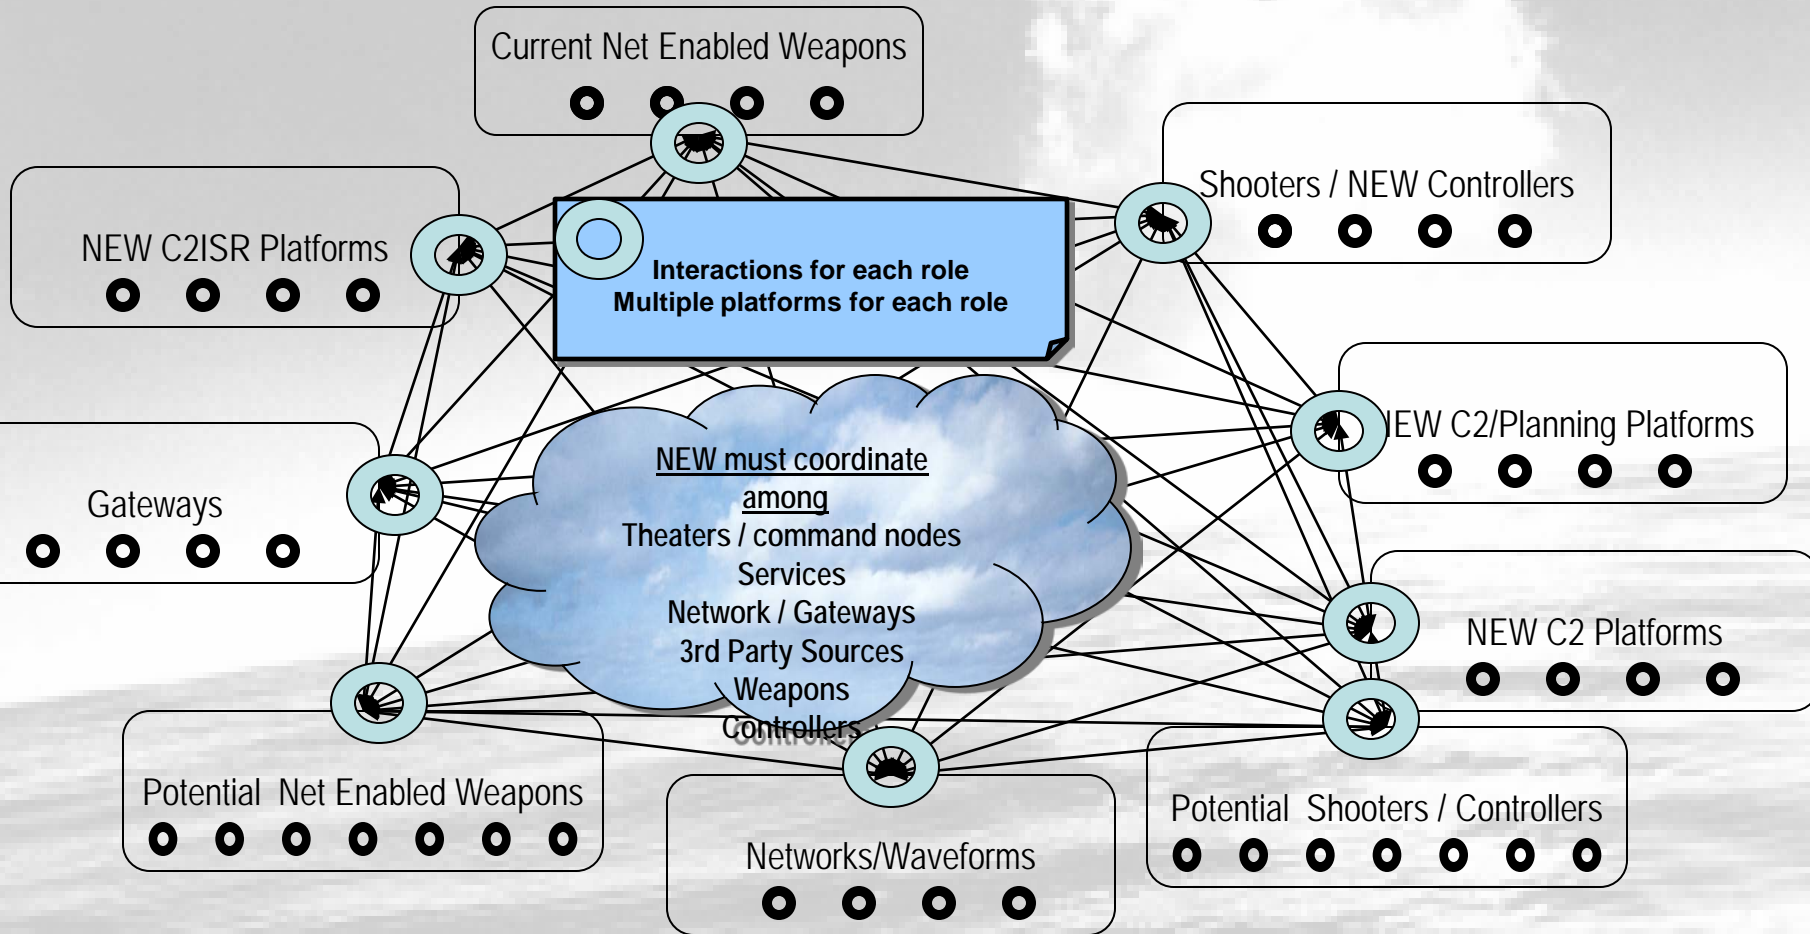 Current Net Enabled Weapons
Shooters / NEW Controllers
NEW C2ISR Platforms
Interactions for each role
Multiple platforms for each role
NEW C2/Planning Platforms
NEW must coordinate
among
Theaters / command nodes
Services
Network / Gateways
3rd Party Sources
Weapons
Controllers
Gateways
NEW C2 Platforms
Potential Net Enabled Weapons
Networks/Waveforms
Potential Shooters / Controllers